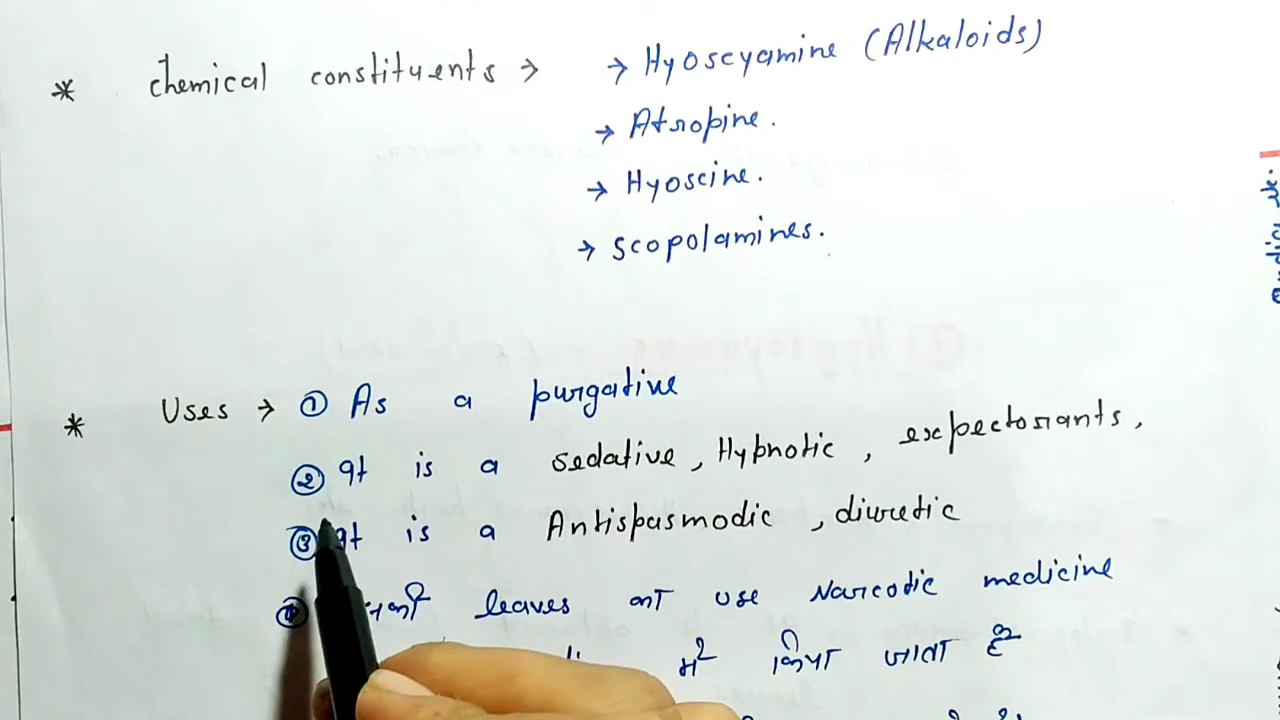 * chemical constituents → → Hyoscyamine (Alkaloids)
→ Atropine.
→ Hyoscine.
→ scopolamines.
* Uses → ① As a purgative
② It is a sedative, Hypnotic, expectorants,
③ It is a Antispasmodic, diuretic
④ leaves का use Narcotic medicine
में किया जाता है